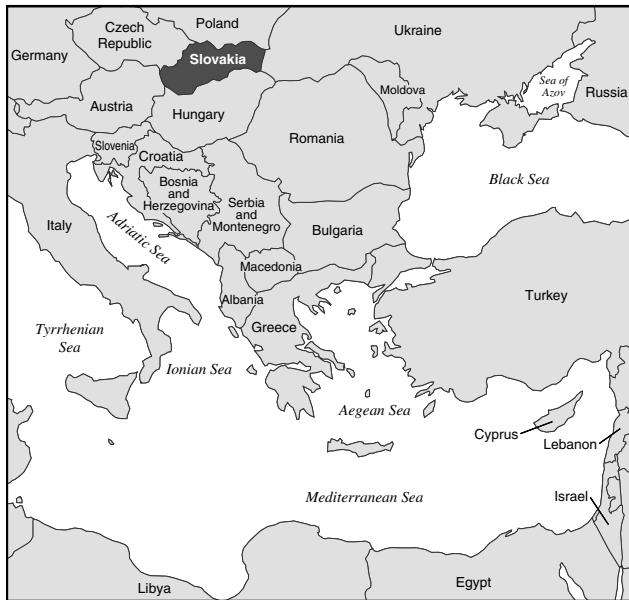 Poland
Czech
Republic
Ukraine
Germany
Slovakia
Sea of
Azov
Moldova
Russia
Austria
Hungary
Romania
Slovenia
Croatia
Black Sea
Bosnia
and
Herzegovina
Serbia
and
Montenegro
Italy
Adriatic Sea
Bulgaria
Macedonia
Albania
Turkey
Greece
Tyrrhenian
Sea
Ionian Sea
Aegean Sea
Cyprus
Lebanon
Mediterranean Sea
Israel
Libya
Egypt